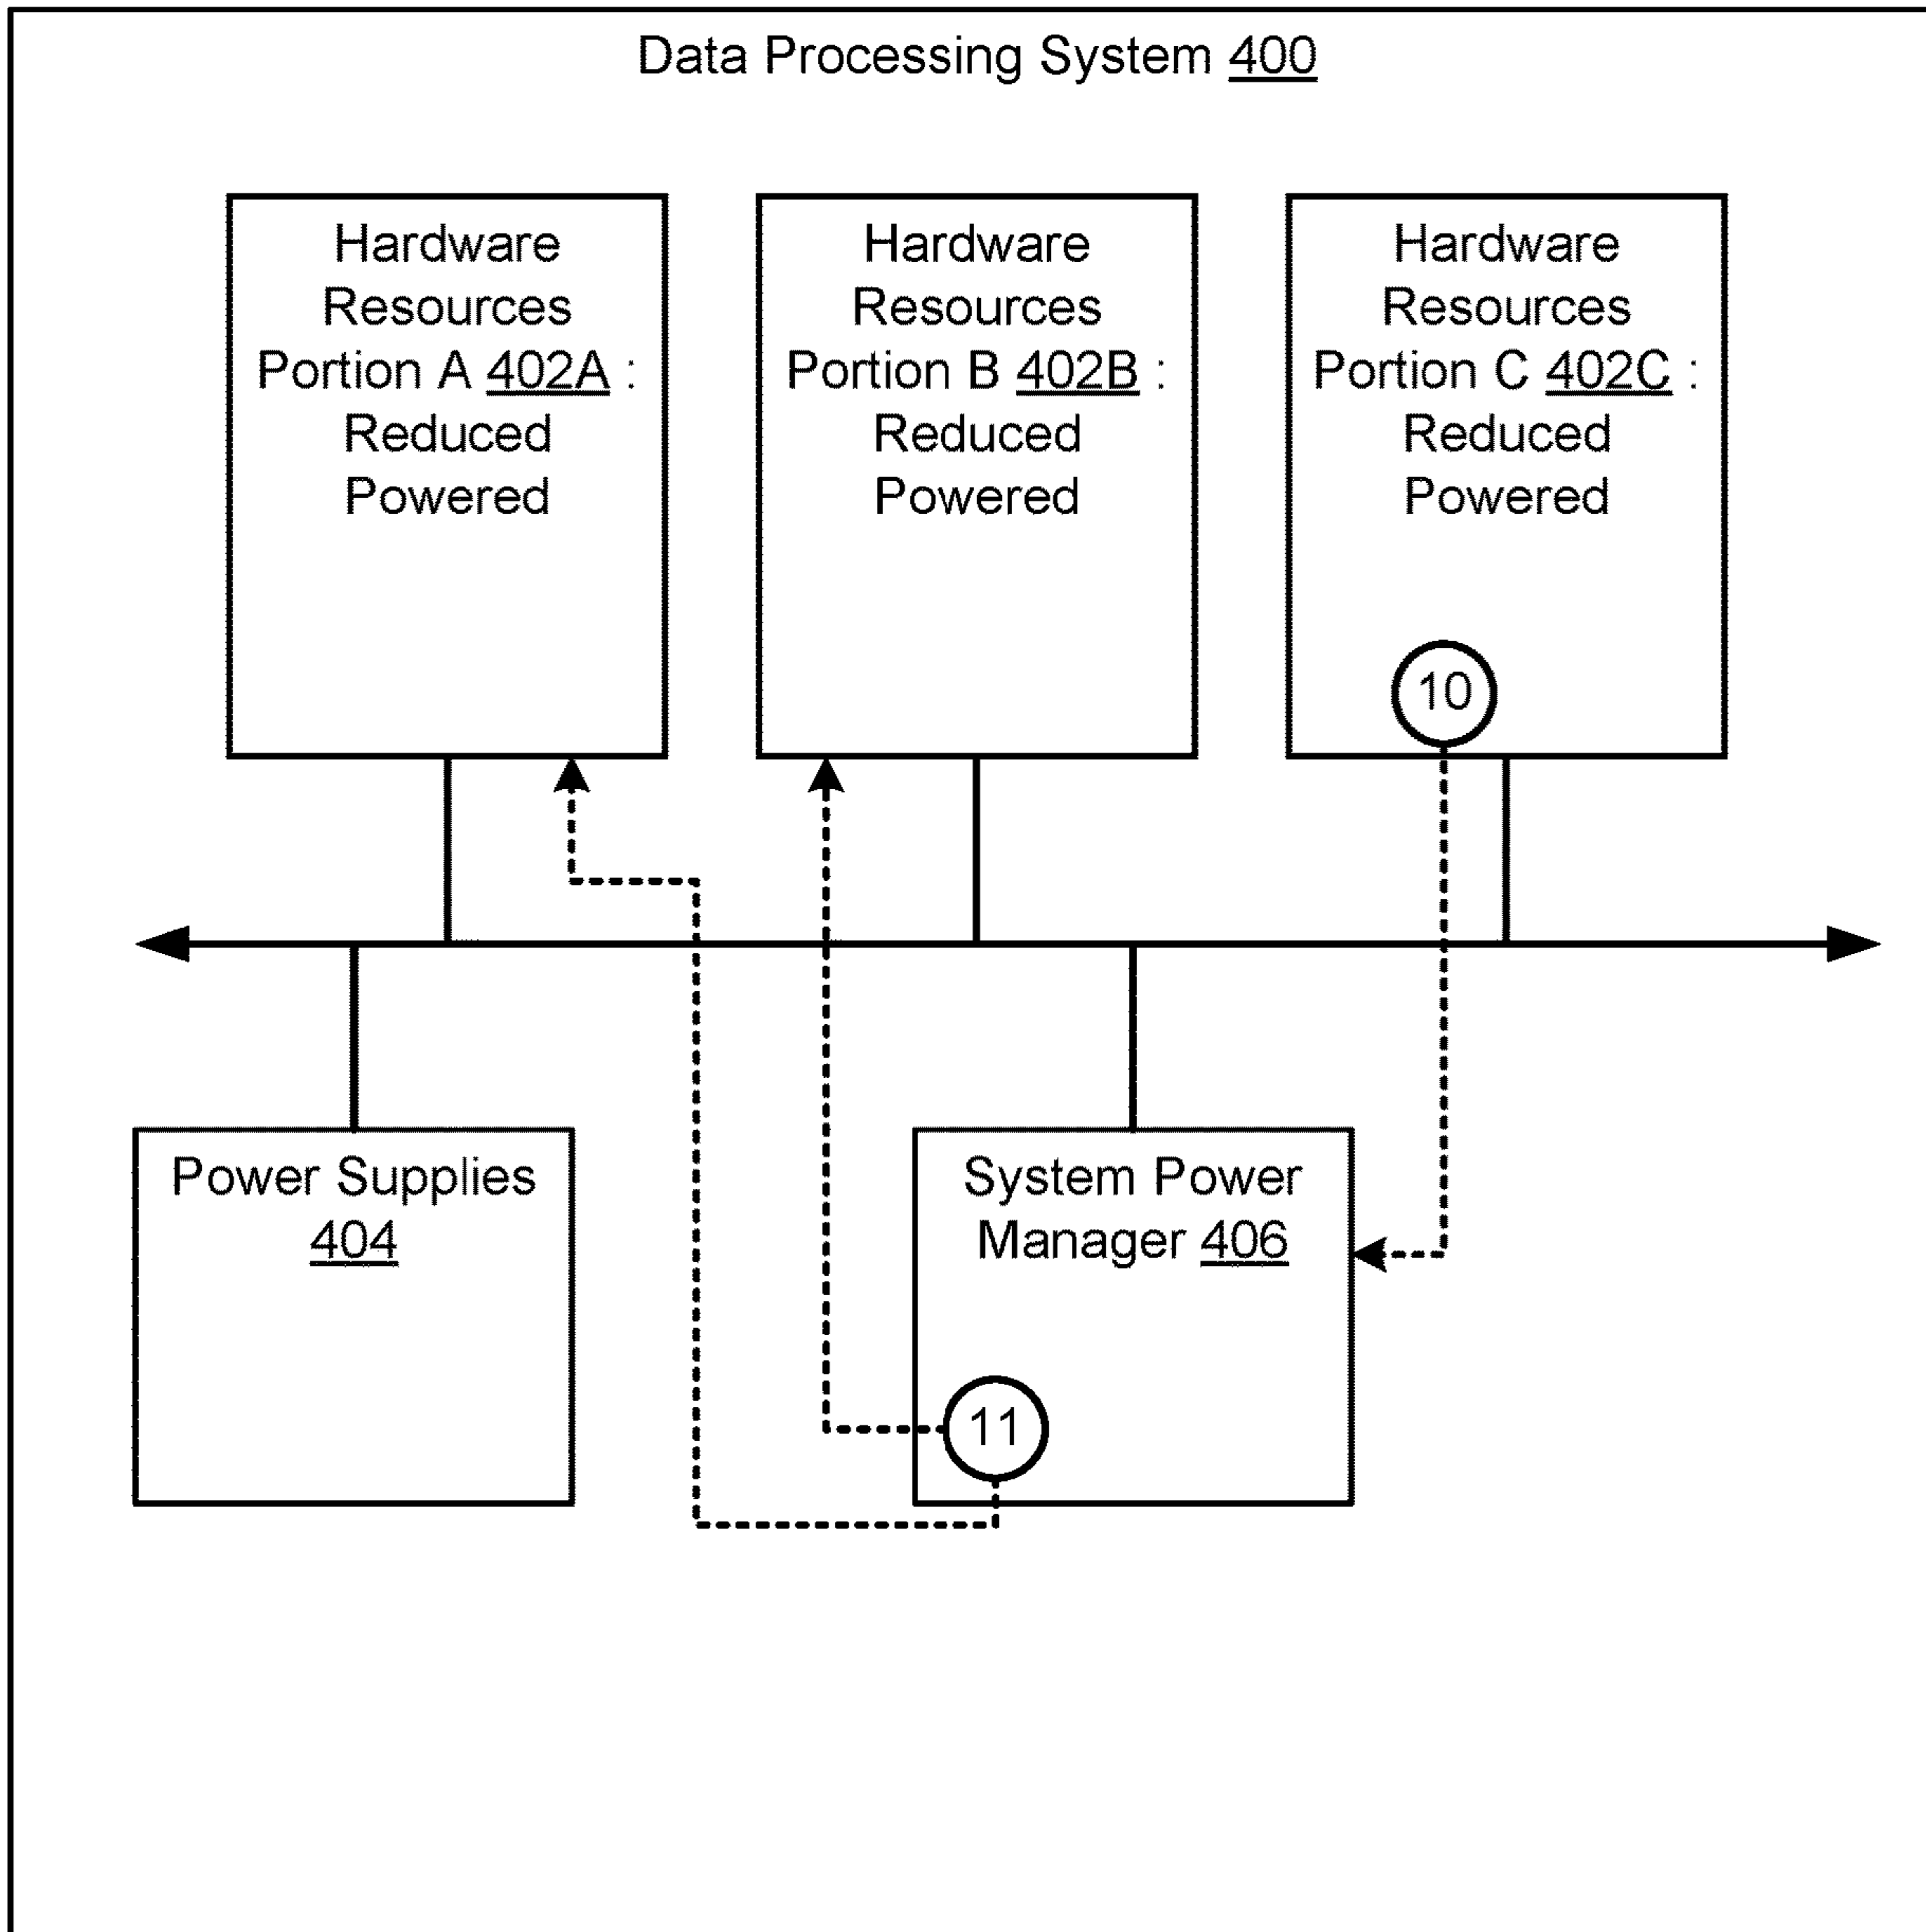 Data Processing System 400
Hardware
Resources
Portion A 402A :
Reduced
Powered
Hardware
Resources
Portion B 402B :
Reduced
Powered
Hardware
Resources
Portion C 402C :
Reduced
Powered
10
Power Supplies
404
System Power
Manager 406
11